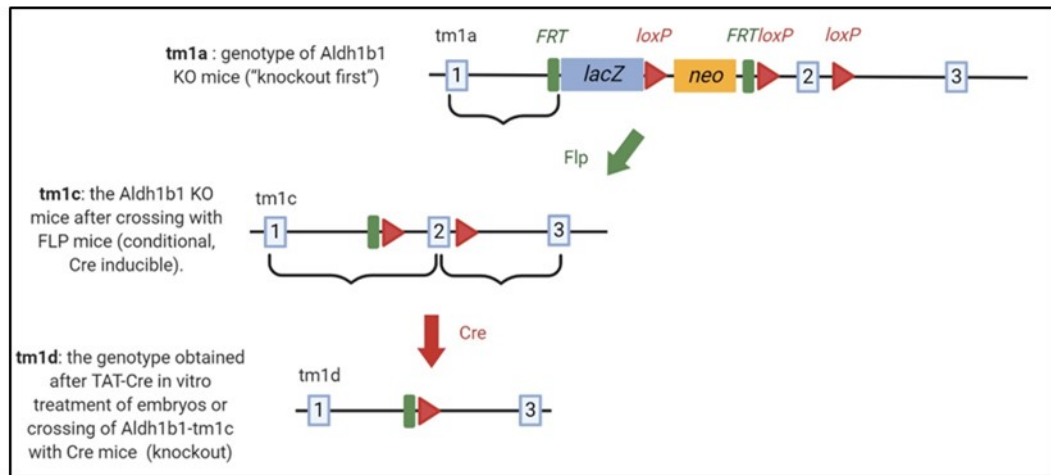 tm1a : genotype of Aldh1b1
KO mice ("knockout first")
tm1a FRT loxP FRT loxP loxP
1 lacZ neo 2 3
Flp
tm1c: the Aldh1b1 KO
mice after crossing with
FLP mice (conditional,
Cre inducible).
tm1c
1 2 3
Cre
tm1d: the genotype obtained
after TAT-Cre in vitro
treatment of embryos or
crossing of Aldh1b1-tm1c
with Cre mice (knockout)
tm1d
1 3